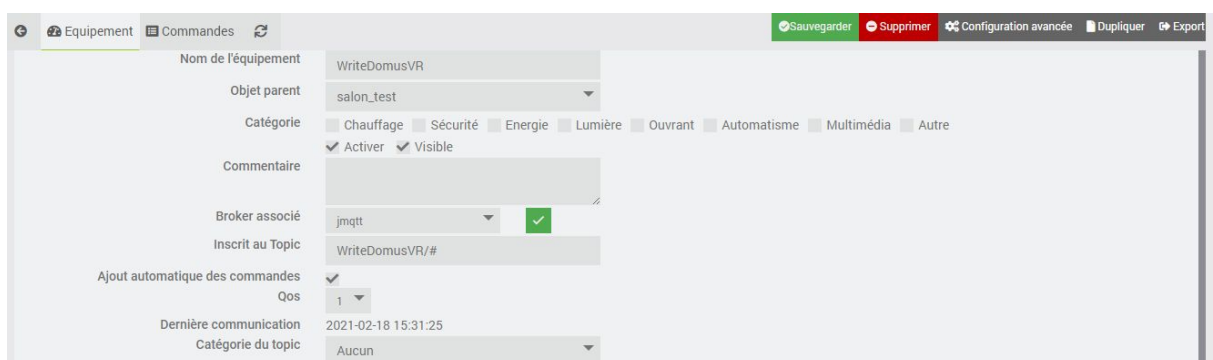 Equipement Commandes Sauvegarder Supprimer Configuration avancée Dupliquer Export
Nom de l'équipement WriteDomusVR
Objet parent salon_test
Catégorie Chauffage Sécurité Energie Lumière Ouvrant Automatisme Multimédia Autre
Activer Visible
Commentaire
Broker associé jmqtt
Inscrit au Topic WriteDomusVR/#
Ajout automatique des commandes
Qos 1
Dernière communication 2021-02-18 15:31:25
Catégorie du topic Aucun